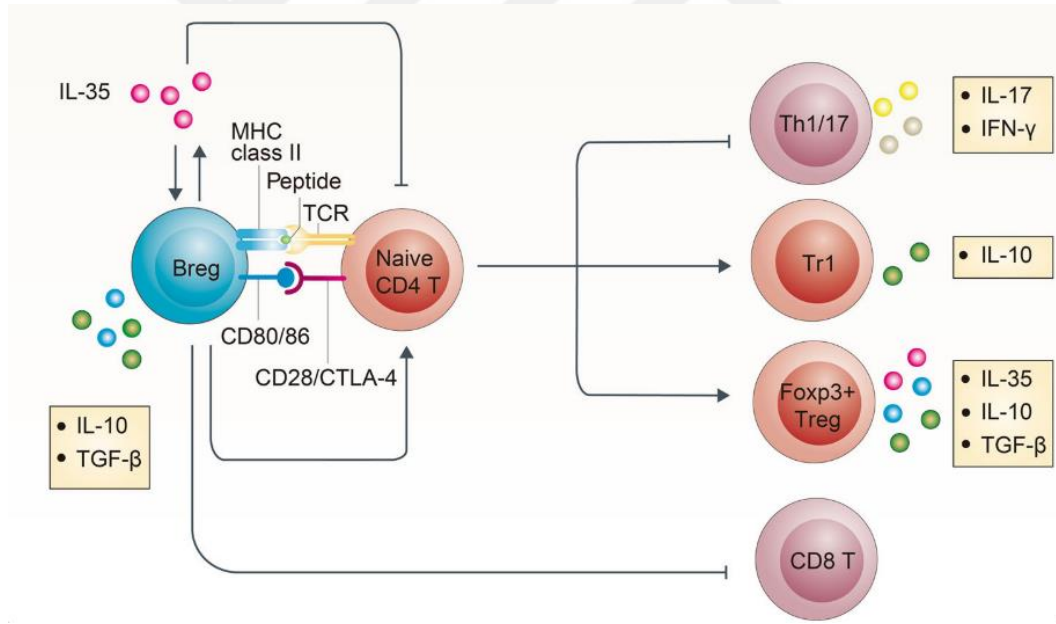 IL-35
MHC
class II
Peptide
TCR
Breg
Naive
CD4 T
CD80/86
CD28/CTLA-4
• IL-10
• TGF-β
Th1/17
• IL-17
• IFN-γ
Tr1
• IL-10
Foxp3+
Treg
• IL-35
• IL-10
• TGF-β
CD8 T